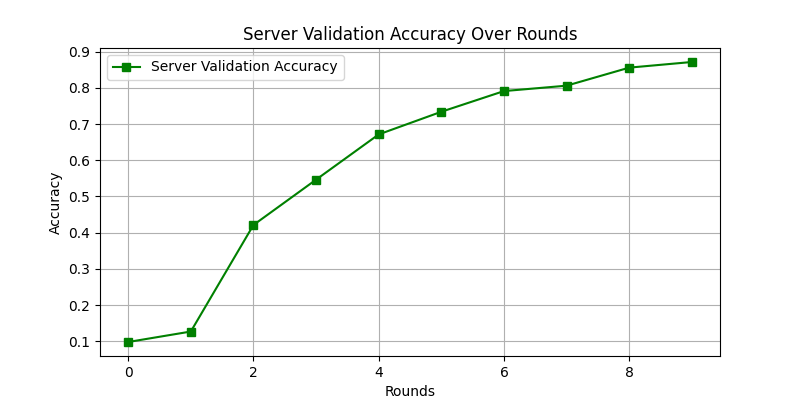 Server Validation Accuracy Over Rounds
Server Validation Accuracy
Accuracy
0.9
0.8
0.7
0.6
0.5
0.4
0.3
0.2
0.1
0 2 4 6 8
Rounds